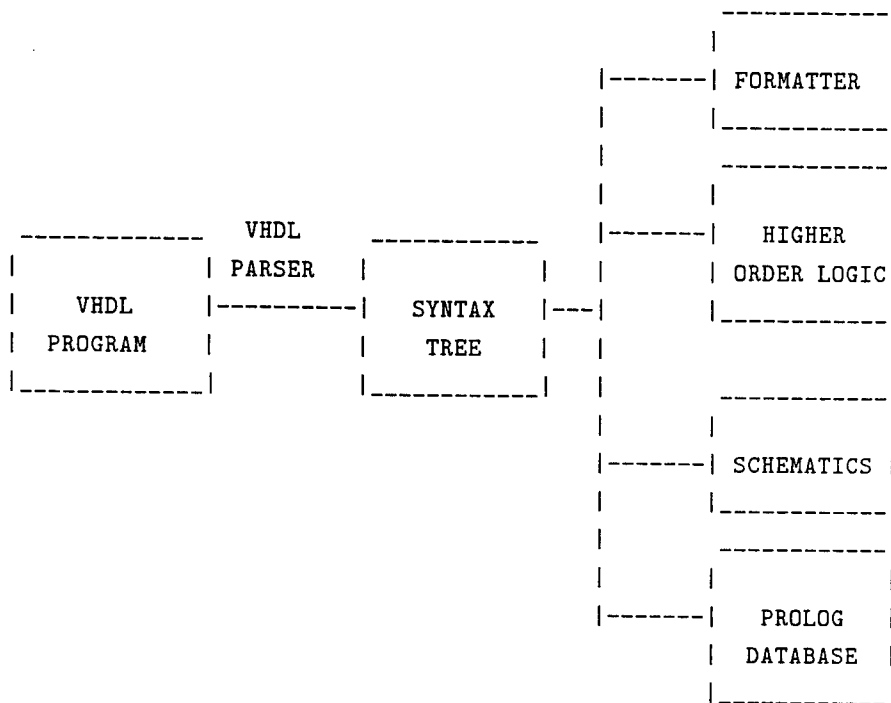 FORMATTER
VHDL
PARSER
HIGHER
ORDER LOGIC
VHDL
PROGRAM
SYNTAX
TREE
SCHEMATICS
PROLOG
DATABASE